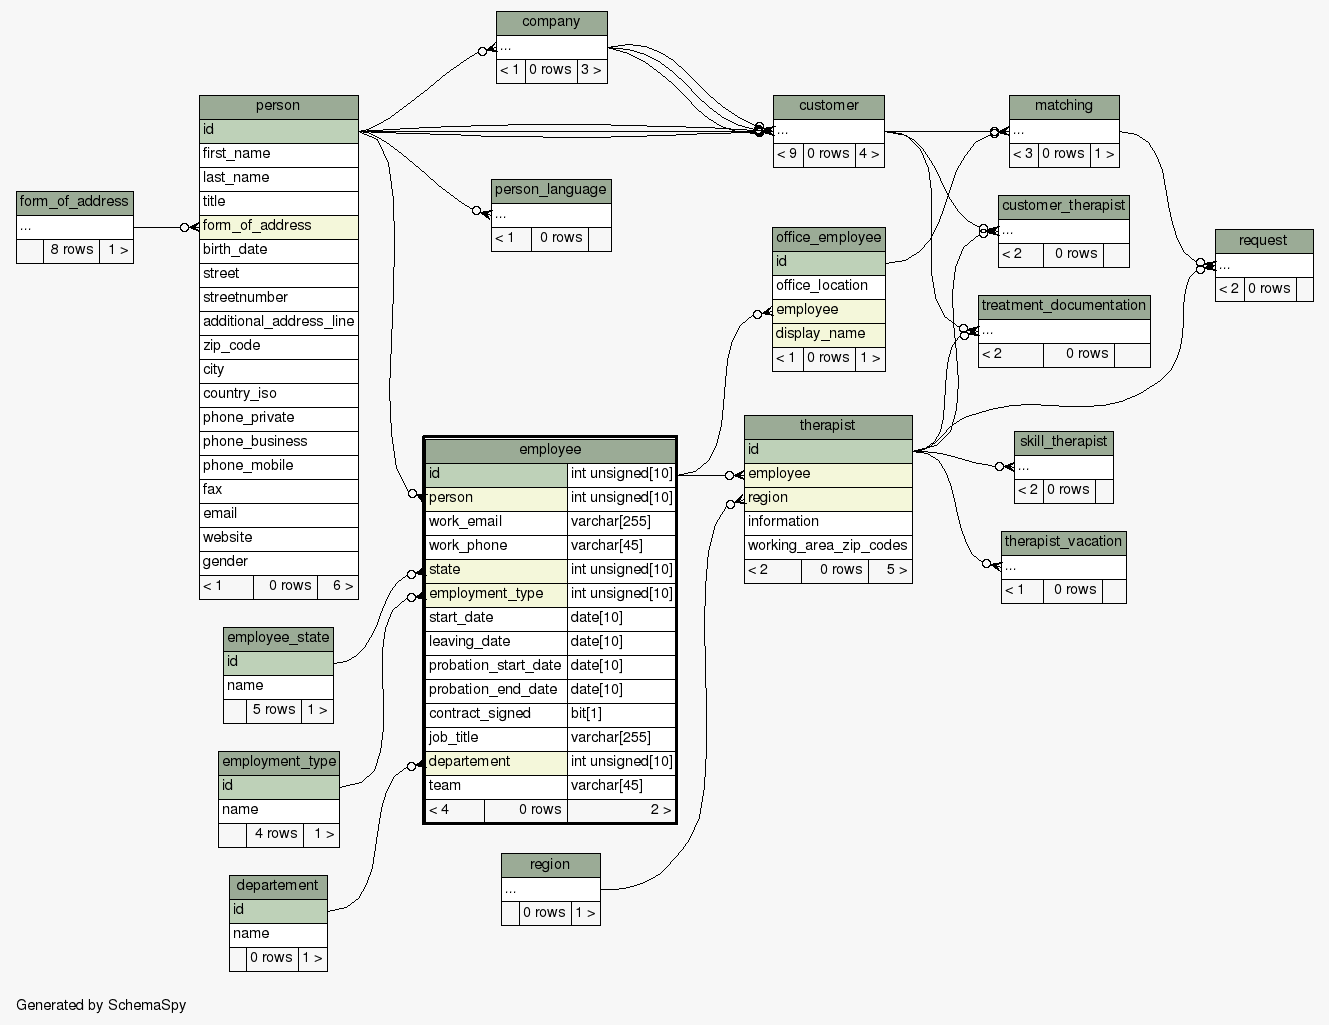 company
...
< 1 0 rows 3 >
person
id
first_name
last_name
title
form_of_address
birth_date
street
streetnumber
additional_address_line
zip_code
city
country_iso
phone_private
phone_business
phone_mobile
fax
email
website
gender
< 1 0 rows 6 >
customer
...
< 9 0 rows 4 >
matching
...
< 3 0 rows 1 >
form_of_address
...
8 rows 1 >
person_language
...
< 1 0 rows
customer_therapist
...
< 2 0 rows
office_employee
id
office_location
employee
display_name
< 1 0 rows 1 >
request
...
< 2 0 rows
treatment_documentation
...
< 2 0 rows
therapist
id
employee
region
information
working_area_zip_codes
< 2 0 rows 5 >
skill_therapist
...
< 2 0 rows
therapist_vacation
...
< 1 0 rows
employee
id int unsigned[10]
person int unsigned[10]
work_email varchar[255]
work_phone varchar[45]
state int unsigned[10]
employment_type int unsigned[10]
start_date date[10]
leaving_date date[10]
probation_start_date date[10]
probation_end_date date[10]
contract_signed bit[1]
job_title varchar[255]
departement int unsigned[10]
team varchar[45]
< 4 0 rows 2 >
employee_state
id
name
5 rows 1 >
employment_type
id
name
4 rows 1 >
departement
id
name
0 rows 1 >
region
...
0 rows 1 >
Generated by SchemaSpy